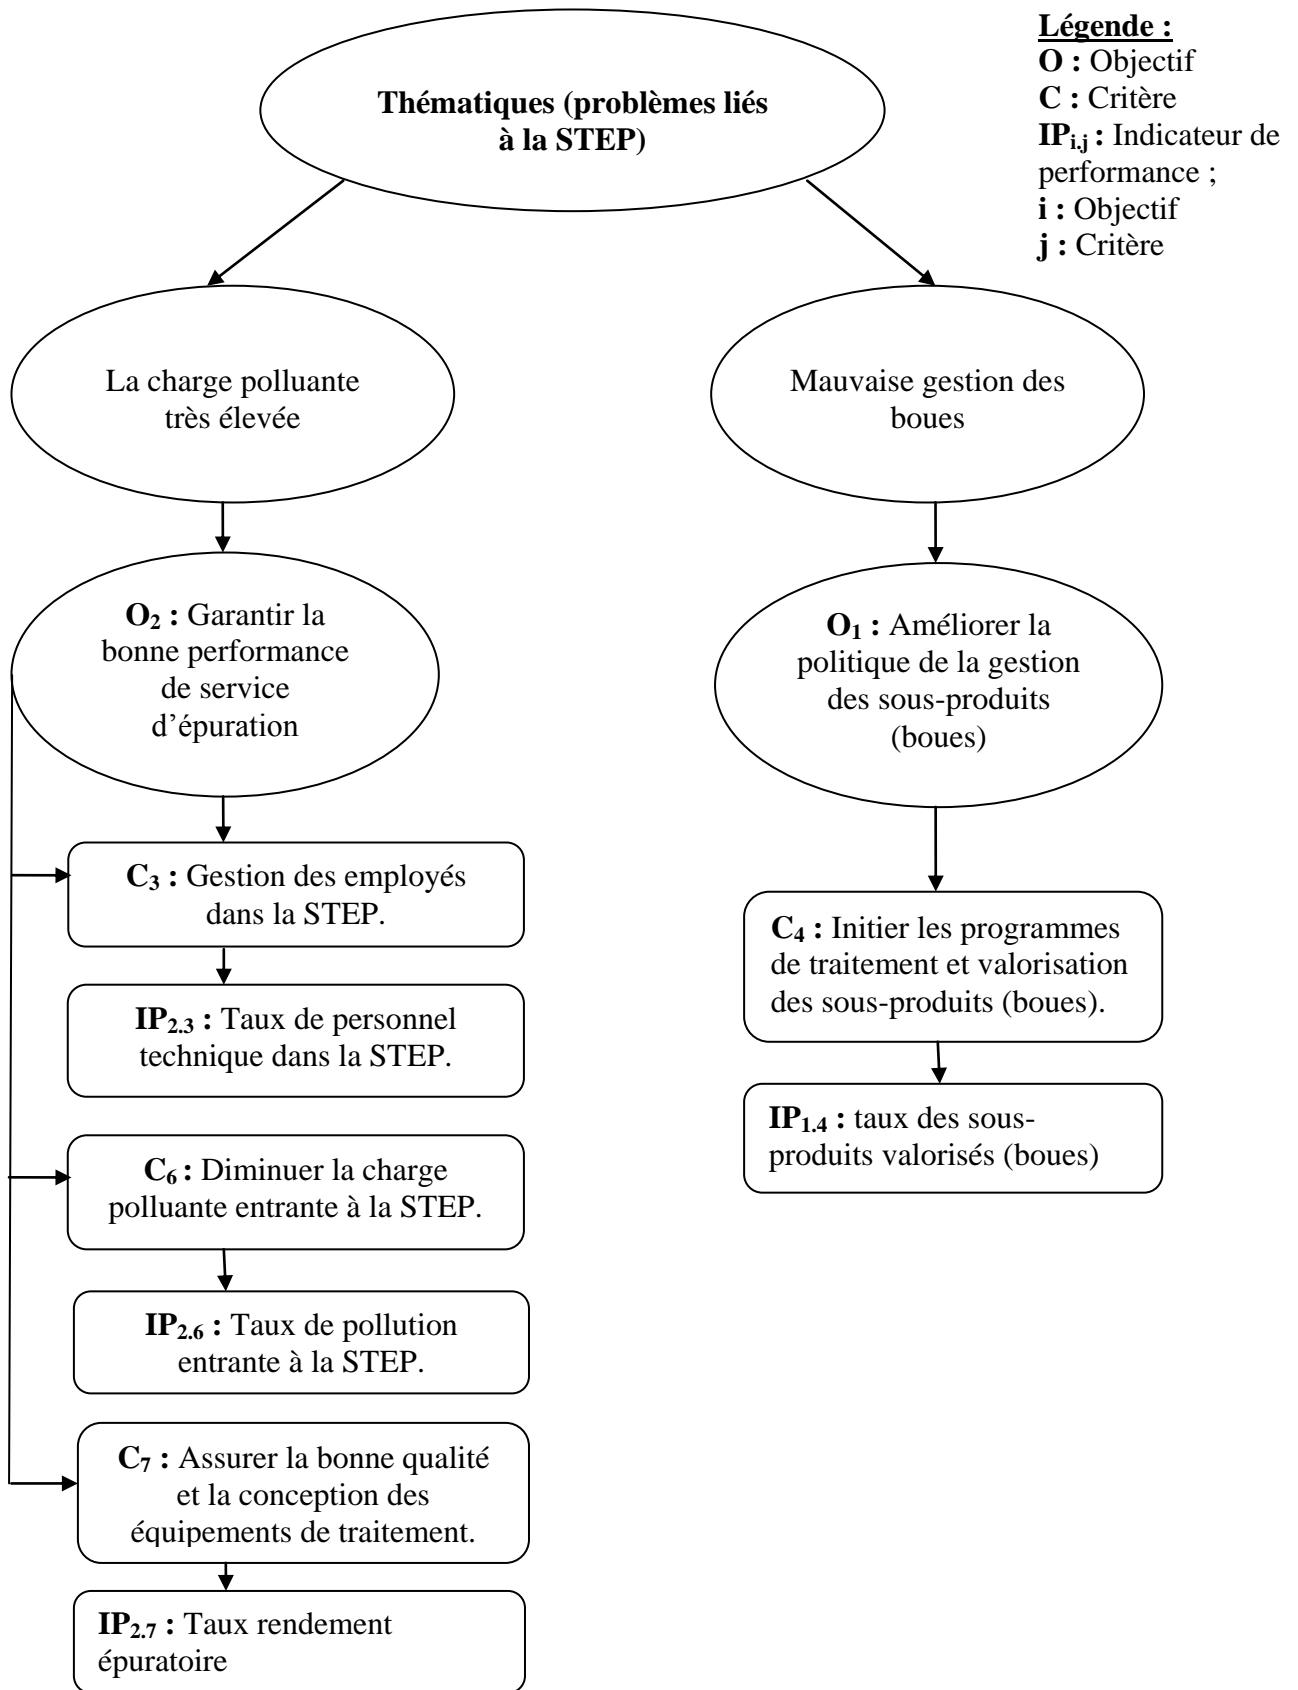 Légende :
O : Objectif
C : Critère
IPi.j : Indicateur de
performance ;
i : Objectif
j : Critère
Thématiques (problèmes liés
à la STEP)
La charge polluante
très élevée
Mauvaise gestion des
boues
O2 : Garantir la
bonne performance
de service
d’épuration
O1 : Améliorer la
politique de la gestion
des sous-produits
(boues)
C3 : Gestion des employés
dans la STEP.
IP2.3 : Taux de personnel
technique dans la STEP.
C6 : Diminuer la charge
polluante entrante à la STEP.
IP2.6 : Taux de pollution
entrante à la STEP.
C7 : Assurer la bonne qualité
et la conception des
équipements de traitement.
IP2.7 : Taux rendement
épuratoire
C4 : Initier les programmes
de traitement et valorisation
des sous-produits (boues).
IP1.4 : taux des sous-
produits valorisés (boues)